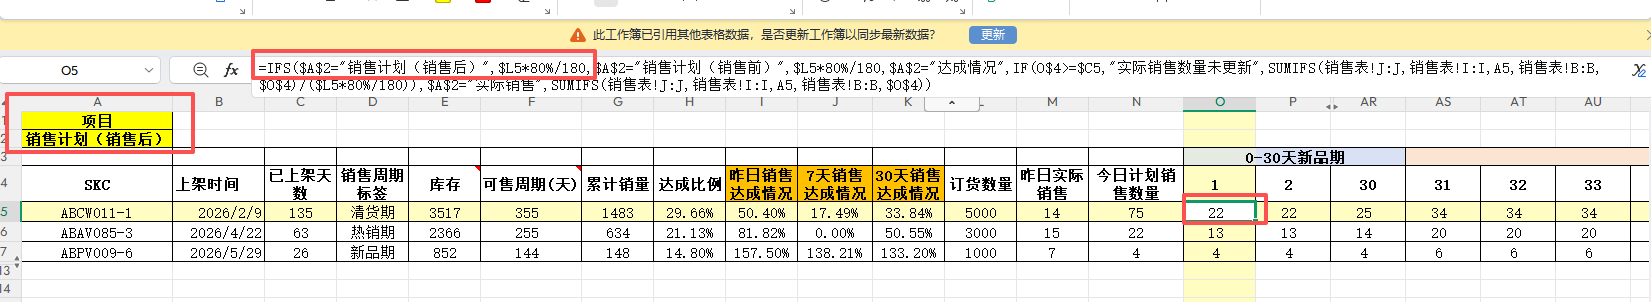 此工作簿已引用其他表格数据，是否更新工作簿以同步最新数据? 更新
O5 fx =IFS($A$2="销售计划（销售后）",$L5*80%/180,$A$2="销售计划（销售前）",$L5*80%/180,$A$2="达成情况",IF(O$4>=$C5,"实际销售数量未更新",SUMIFS(销售表!J:J,销售表!I:I,A5,销售表!B:B,
$O$4)/($L5*80%/180)),$A$2="实际销售",SUMIFS(销售表!J:J,销售表!I:I,A5,销售表!B:B,$O$4))
A B C D E F G H I J K L M N O P AR AS AT AU
1 项目
2 销售计划（销售后）
3 0-30天新品期
4 SKC 上架时间 已上架天数 销售周期标签 库存 可售周期(天) 累计销量 达成比例 昨日销售达成情况 7天销售达成情况 30天销售达成情况 订货数量 昨日实际销售 今日计划销售数量 1 2 30 31 32 33
5 ABCW011-1 2026/2/9 135 清货期 3517 355 1483 29.66% 50.40% 17.49% 33.84% 5000 14 75 22 22 25 34 34 34
6 ABAV085-3 2026/4/22 63 热销期 2366 255 634 21.13% 81.82% 0.00% 50.55% 3000 15 22 13 13 14 20 20 20
7 ABPV009-6 2026/5/29 26 新品期 852 144 148 14.80% 157.50% 138.21% 133.20% 1000 7 4 4 4 4 6 6 6
13
14